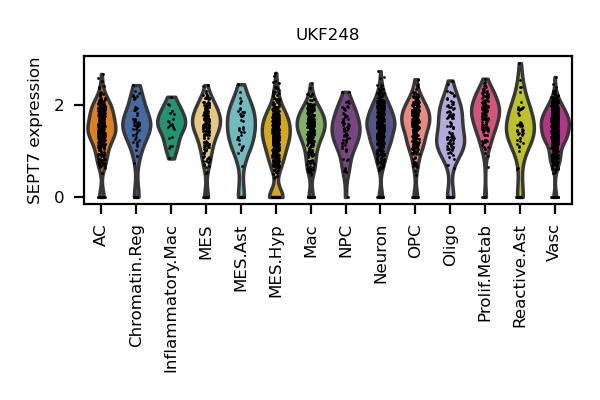 UKF248
SEPT7 expression
2
0
AC
Chromatin.Reg
Inflammatory.Mac
MES
MES.Ast
MES.Hyp
Mac
NPC
Neuron
OPC
Oligo
Prolif.Metab
Reactive.Ast
Vasc